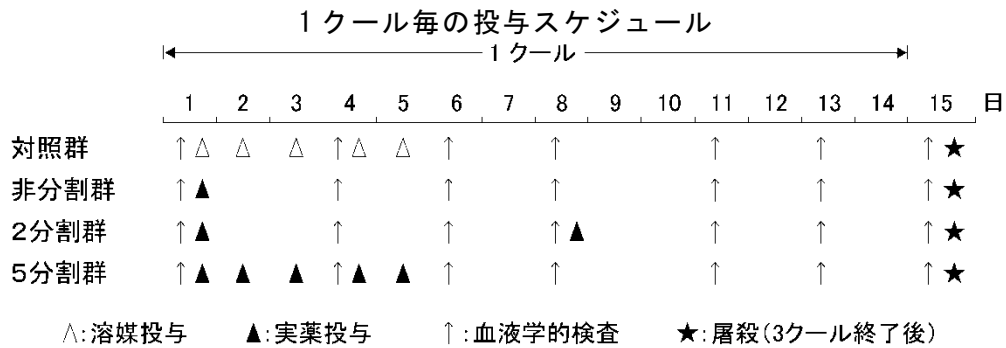 1クール毎の投与スケジュール
1クール
1 2 3 4 5 6 7 8 9 10 11 12 13 14 15 日
対照群 ↑△ △ △ ↑△ △ ↑ ↑ ↑ ↑ ↑★
非分割群 ↑▲ ↑ ↑ ↑ ↑ ↑ ↑★
2分割群 ↑▲ ↑ ↑ ↑▲ ↑ ↑ ↑★
5分割群 ↑▲ ▲ ▲ ↑▲ ▲ ↑ ↑ ↑ ↑ ↑★
△:溶媒投与 ▲:実薬投与 ↑:血液学的検査 ★:屠殺(3クール終了後)